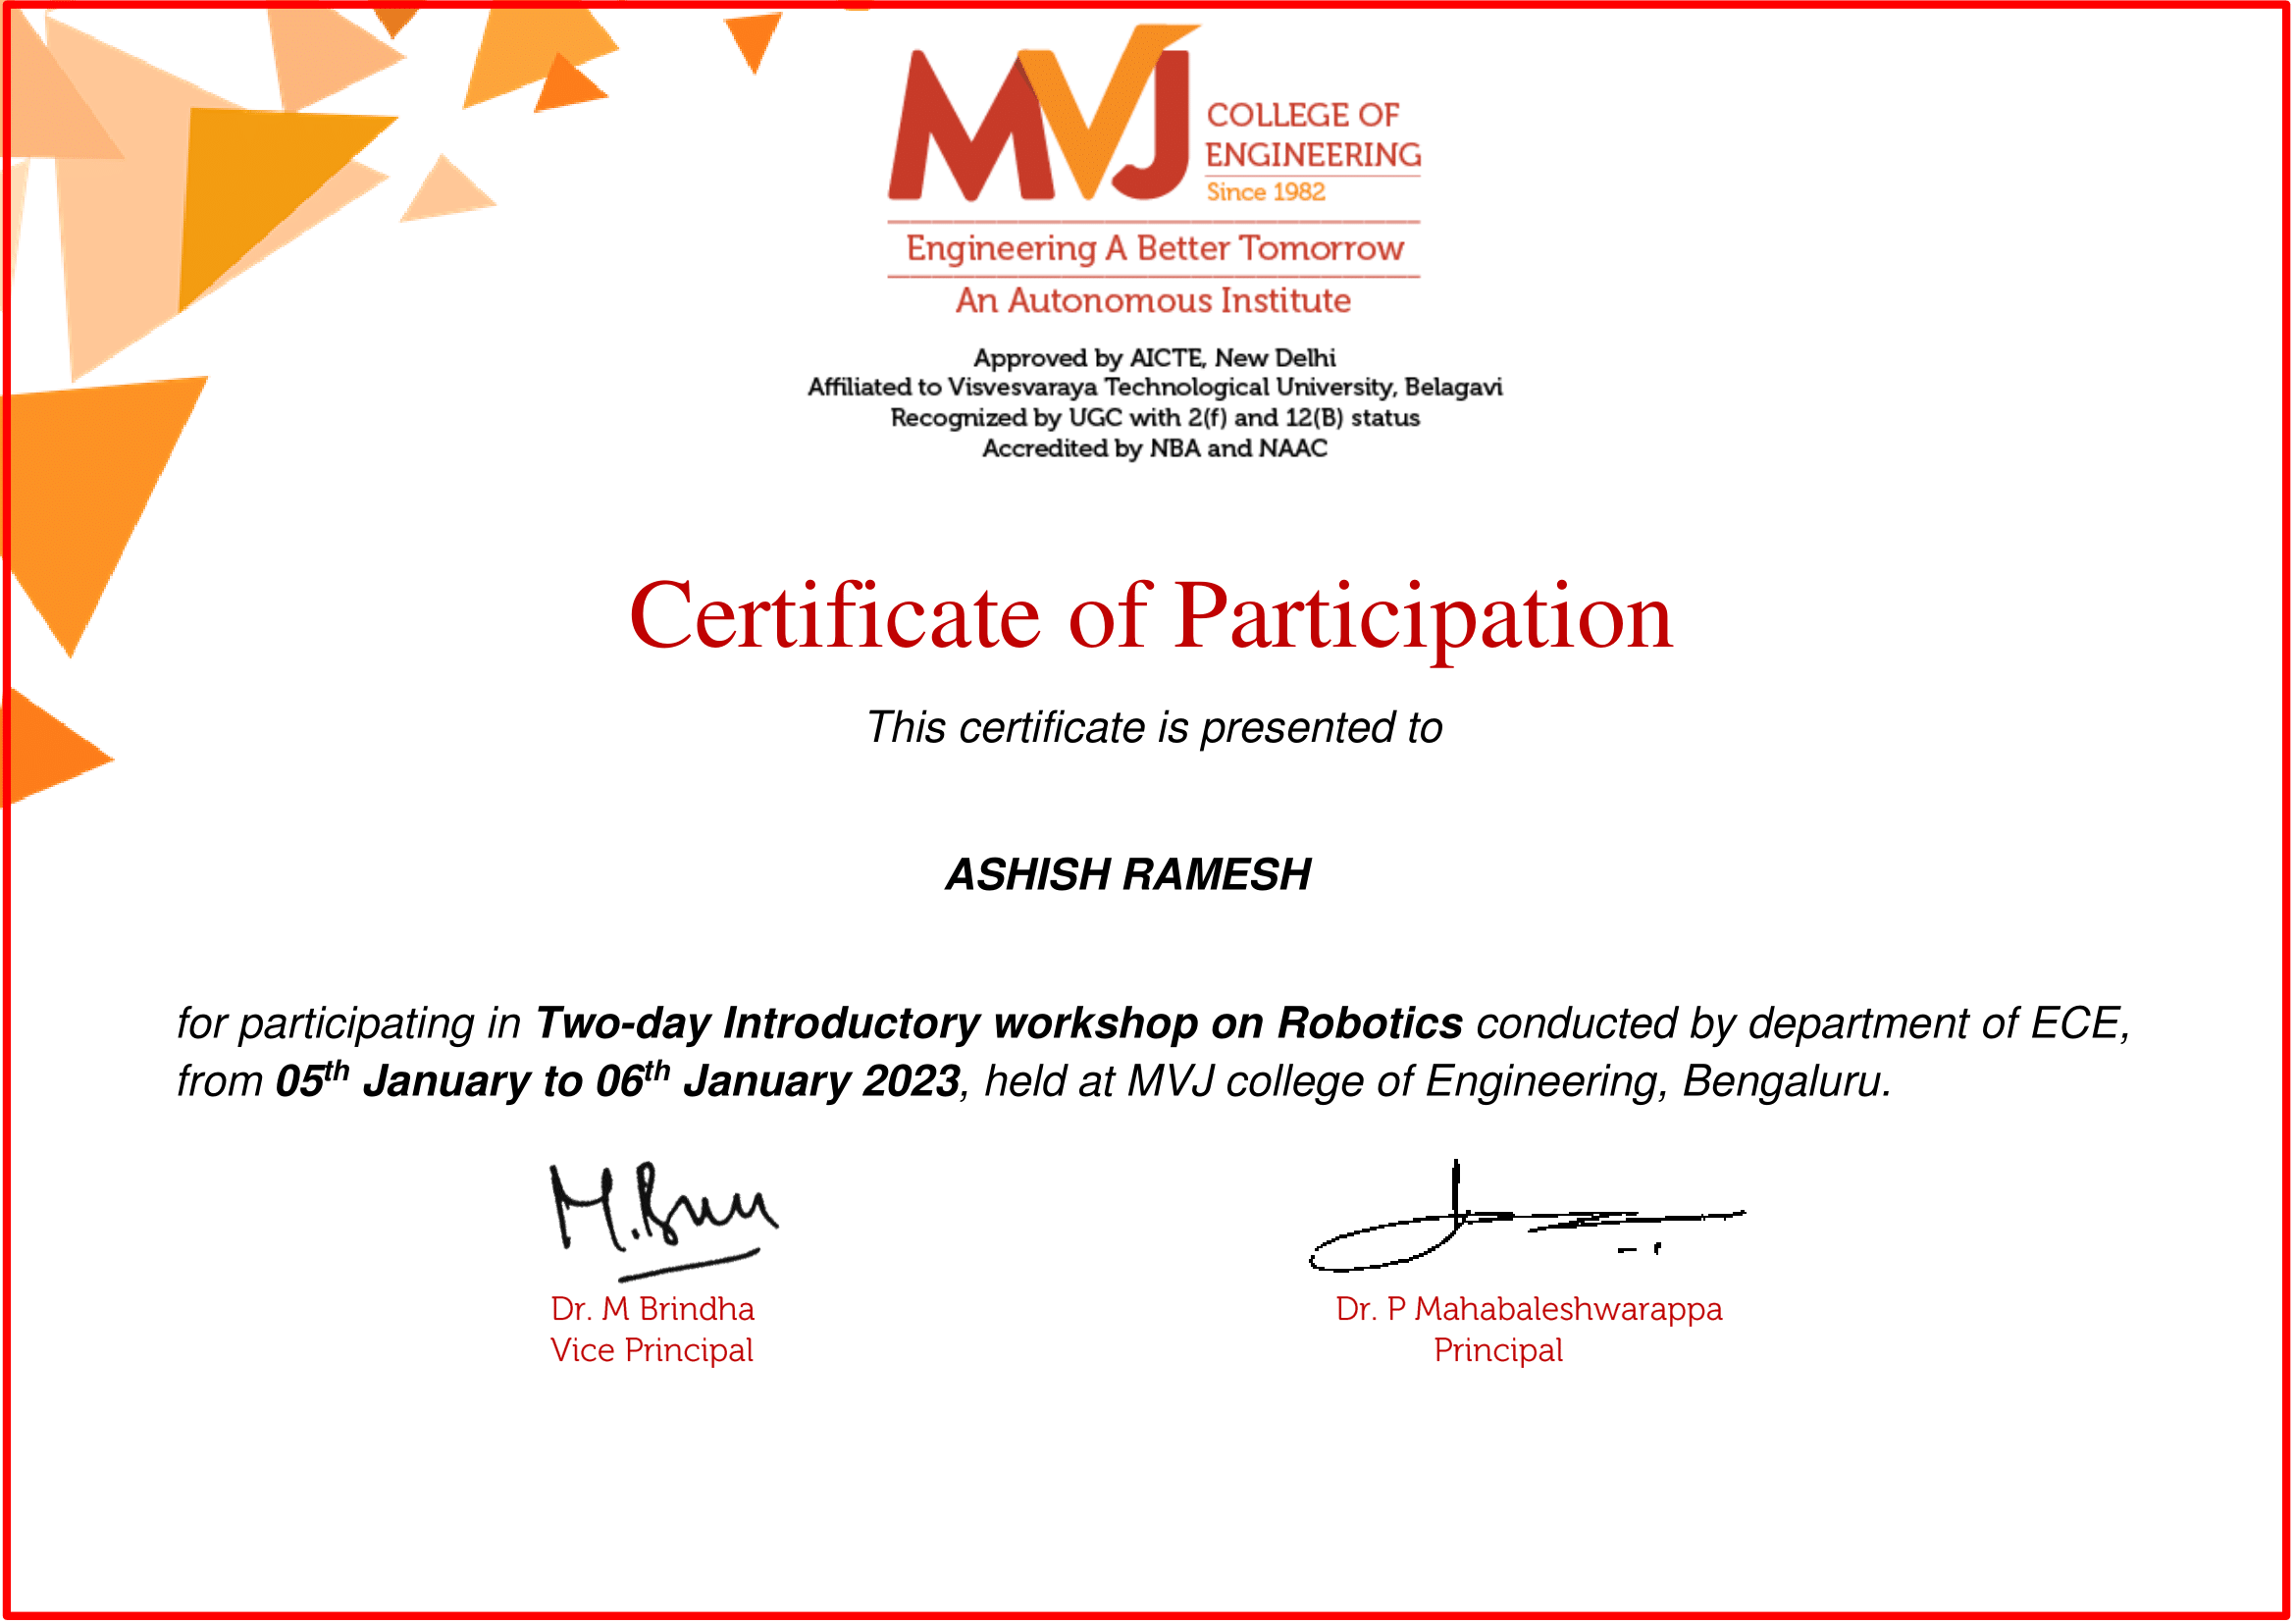 MVJ COLLEGE OF
ENGINEERING
Since 1982
Engineering A Better Tomorrow
An Autonomous Institute
Approved by AICTE, New Delhi
Affiliated to Visvesvaraya Technological University, Belagavi
Recognized by UGC with 2(f) and 12(B) status
Accredited by NBA and NAAC
Certificate of Participation
This certificate is presented to
ASHISH RAMESH
for participating in Two-day Introductory workshop on Robotics conducted by department of ECE,
from 05th January to 06th January 2023, held at MVJ college of Engineering, Bengaluru.
Dr. M Brindha
Vice Principal
Dr. P Mahabaleshwarappa
Principal